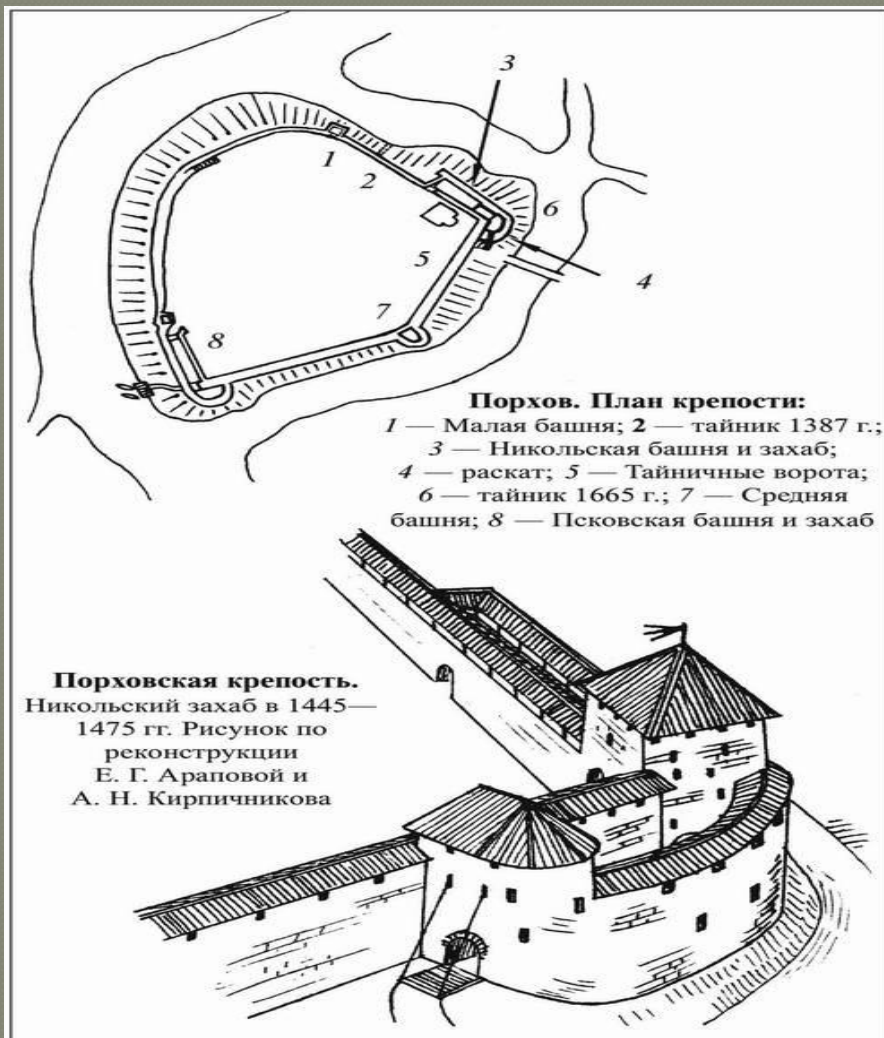 3
1
2
6
5
4
7
8
Порхов. План крепости:
1 — Малая башня; 2 — тайник 1387 г.;
3 — Никольская башня и захаб;
4 — раскат; 5 — Тайничные ворота;
6 — тайник 1665 г.; 7 — Средняя
башня; 8 — Псковская башня и захаб
Порховская крепость.
Никольский захаб в 1445—
1475 гг. Рисунок по
реконструкции
Е. Г. Араповой и
А. Н. Кирпичникова